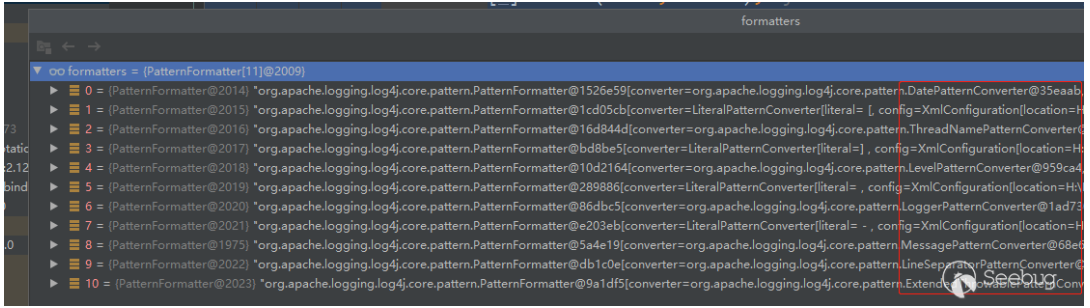 formatters
formatters = {PatternFormatter[11]@2009}
0 = {PatternFormatter@2014} "org.apache.logging.log4j.core.pattern.PatternFormatter@1526e59[converter=org.apache.logging.log4j.core.pattern.DatePatternConverter@35eaab,
1 = {PatternFormatter@2015} "org.apache.logging.log4j.core.pattern.PatternFormatter@1cd05cb[converter=LiteralPatternConverter[literal= [, config=XmlConfiguration[location=H
73 2 = {PatternFormatter@2016} "org.apache.logging.log4j.core.pattern.PatternFormatter@16d844d[converter=org.apache.logging.log4j.core.pattern.ThreadNamePatternConverter@
otatic 3 = {PatternFormatter@2017} "org.apache.logging.log4j.core.pattern.PatternFormatter@bd8be5[converter=LiteralPatternConverter[literal=] , config=XmlConfiguration[location=H:
:2.12 4 = {PatternFormatter@2018} "org.apache.logging.log4j.core.pattern.PatternFormatter@10d2164[converter=org.apache.logging.log4j.core.pattern.LevelPatternConverter@959ca4,
bind 5 = {PatternFormatter@2019} "org.apache.logging.log4j.core.pattern.PatternFormatter@289886[converter=LiteralPatternConverter[literal= , config=XmlConfiguration[location=H:\
6 = {PatternFormatter@2020} "org.apache.logging.log4j.core.pattern.PatternFormatter@86dbc5[converter=org.apache.logging.log4j.core.pattern.LoggerPatternConverter@1ad73
7 = {PatternFormatter@2021} "org.apache.logging.log4j.core.pattern.PatternFormatter@e203eb[converter=LiteralPatternConverter[literal= - , config=XmlConfiguration[location=H
.0 8 = {PatternFormatter@1975} "org.apache.logging.log4j.core.pattern.PatternFormatter@5a4e19[converter=org.apache.logging.log4j.core.pattern.MessagePatternConverter@68e6
9 = {PatternFormatter@2022} "org.apache.logging.log4j.core.pattern.PatternFormatter@db1c0e[converter=org.apache.logging.log4j.core.pattern.LineSeparatorPatternConverter@
10 = {PatternFormatter@2023} "org.apache.logging.log4j.core.pattern.PatternFormatter@9a1df5[converter=org.apache.logging.log4j.core.pattern.Extended
Seebug